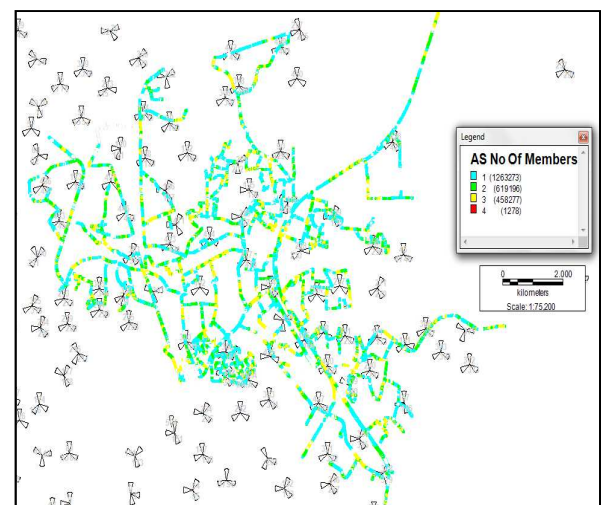 Legend
AS No Of Members
1 (1263273)
2 (619196)
3 (458277)
4 (1278)
0 2.000
kilometers
Scale: 1:75,200